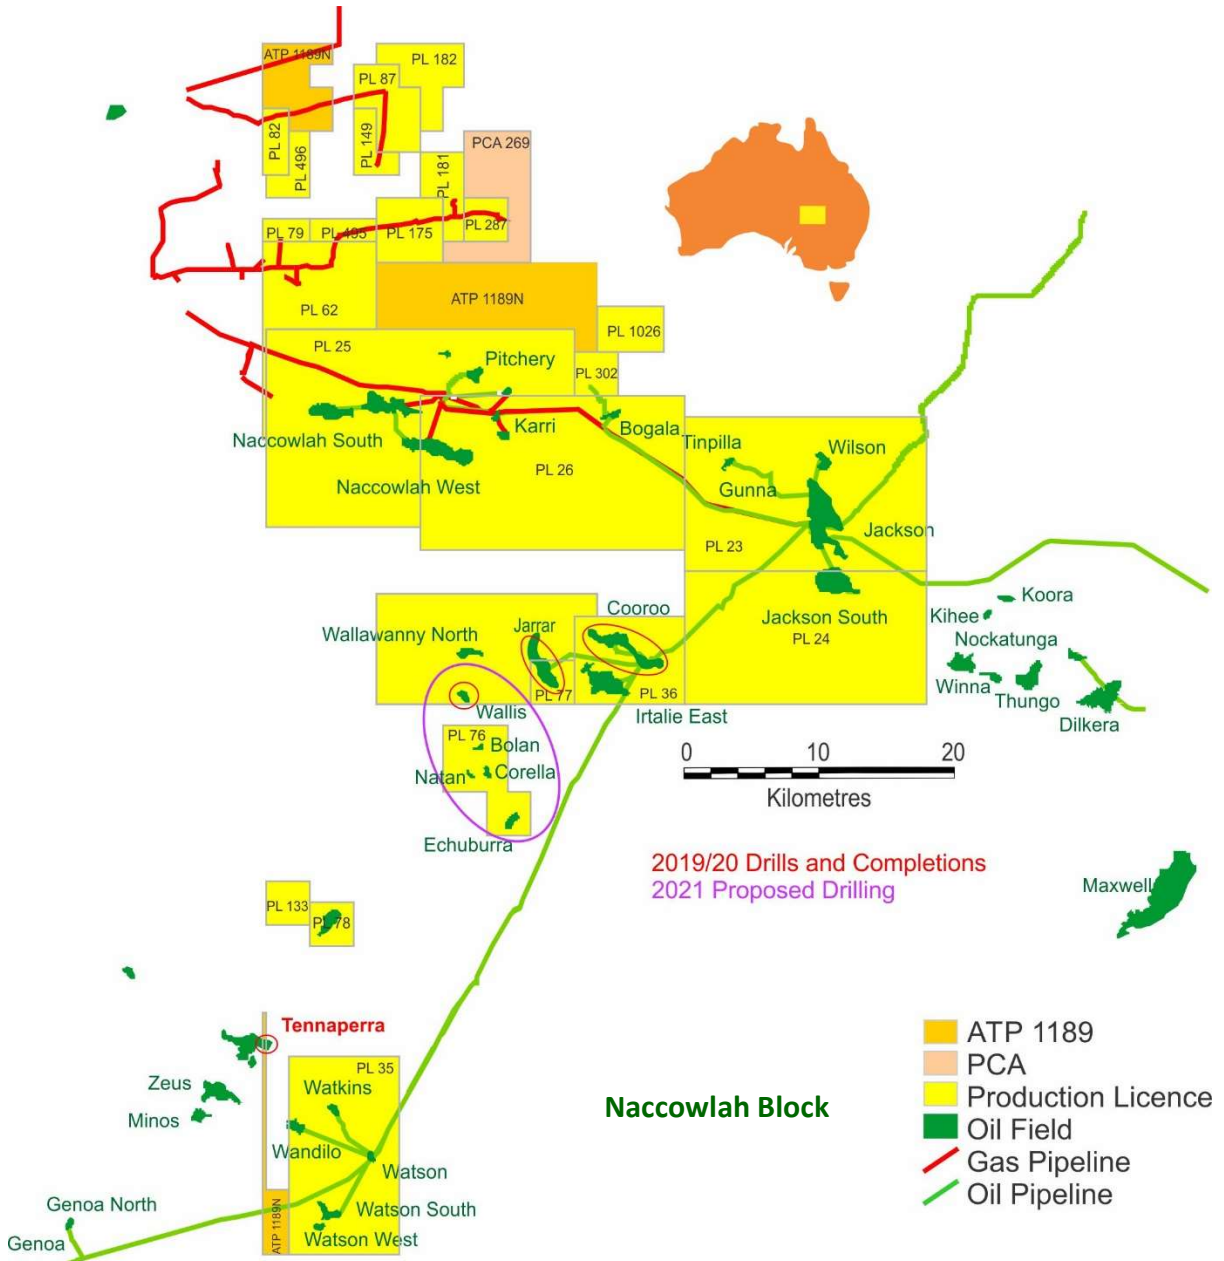 ATP 1189N
PL 182
PL 87
PL 82
PL 496
PL 149
PCA 269
PL 181
PL 79
PL 495
PL 175
PL 287
PL 62
ATP 1189N
PL 1026
PL 25
Pitchery
PL 302
Naccowlah South
Karri
Bogala
Tinpilla
Wilson
PL 26
Naccowlah West
Gunna
Jackson
PL 23
Jackson South
PL 24
Koora
Kihee
Nockatunga
Winna
Thungo
Dilkera
Cooroo
Jarrar
Wallawanny North
PL 77
PL 36
Irtalie East
Wallis
PL 76
Bolan
Natan
Corella
Echuburra
0
10
20
Kilometres
2019/20 Drills and Completions
2021 Proposed Drilling
Maxwell
PL 133
PL 78
Tennaperra
PL 35
Zeus
Watkins
Minos
Wandilo
Watson
Naccowlah Block
Genoa North
Genoa
ATP 1189N
Watson South
Watson West
ATP 1189
PCA
Production Licence
Oil Field
Gas Pipeline
Oil Pipeline